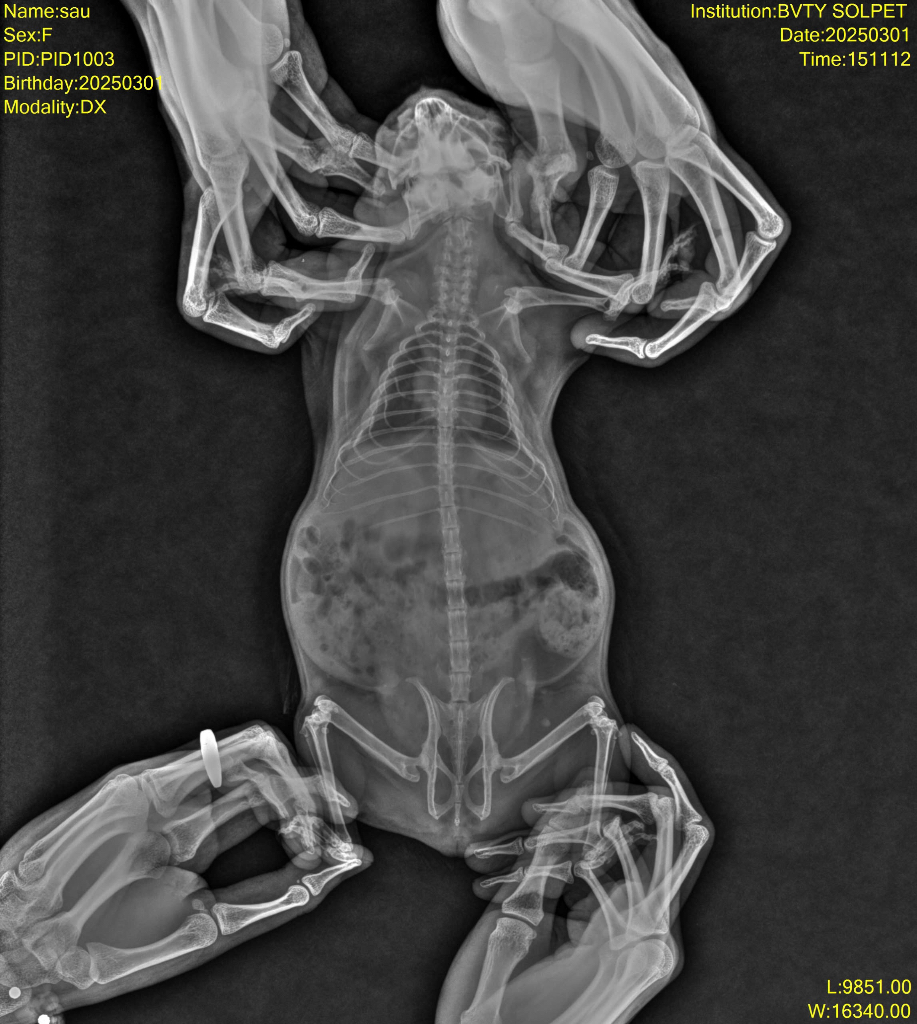 Name:sau
Sex:F
PID:PID1003
Birthday:20250301
Modality:DX
Institution:BVTY SOLPET
Date:20250301
Time:151112
L:9851.00
W:16340.00